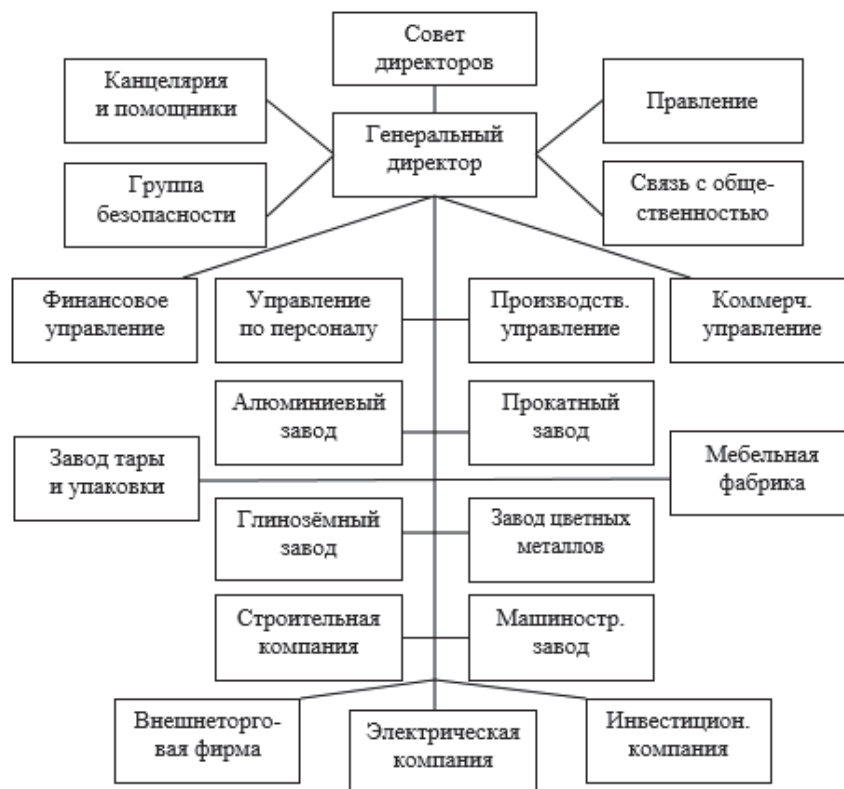 Совет
директоров
Канцелярия
и помощники
Правление
Генеральный
директор
Группа
безопасности
Связь с обще-
ственностью
Финансовое
управление
Управление
по персоналу
Производств.
управление
Коммерч.
управление
Алюминиевый
завод
Прокатный
завод
Завод тары
и упаковки
Мебельная
фабрика
Глинозёмный
завод
Завод цветных
металлов
Строительная
компания
Машиностр.
завод
Внешнеторго-
вая фирма
Электрическая
компания
Инвестицион.
компания